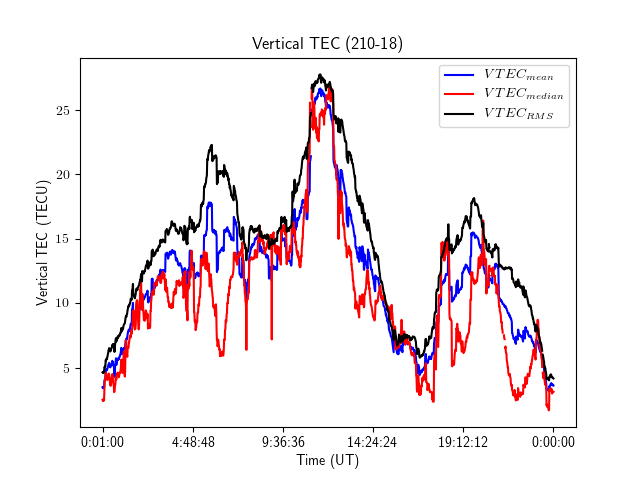 Vertical TEC (210-18)
VTEC_mean
VTEC_median
VTEC_RMS
Vertical TEC (TECU)
25
20
15
10
5
0:01:00 4:48:48 9:36:36 14:24:24 19:12:12 0:00:00
Time (UT)